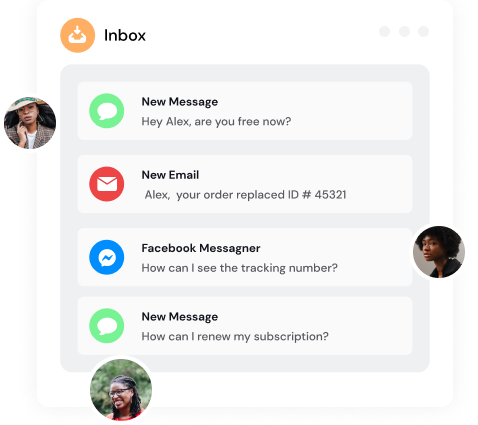 Inbox
New Message
Hey Alex, are you free now?
New Email
Alex, your order replaced ID # 45321
Facebook Messagner
How can I see the tracking number?
New Message
How can I renew my subscription?